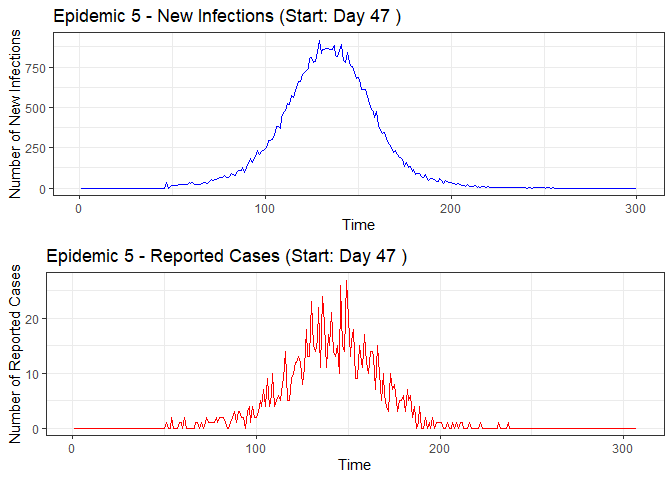 Epidemic 5 - New Infections (Start: Day 47 )
Number of New Infections
750
500
250
0
0
100
200
300
Time
Epidemic 5 - Reported Cases (Start: Day 47 )
Number of Reported Cases
20
10
0
0
100
200
300
Time